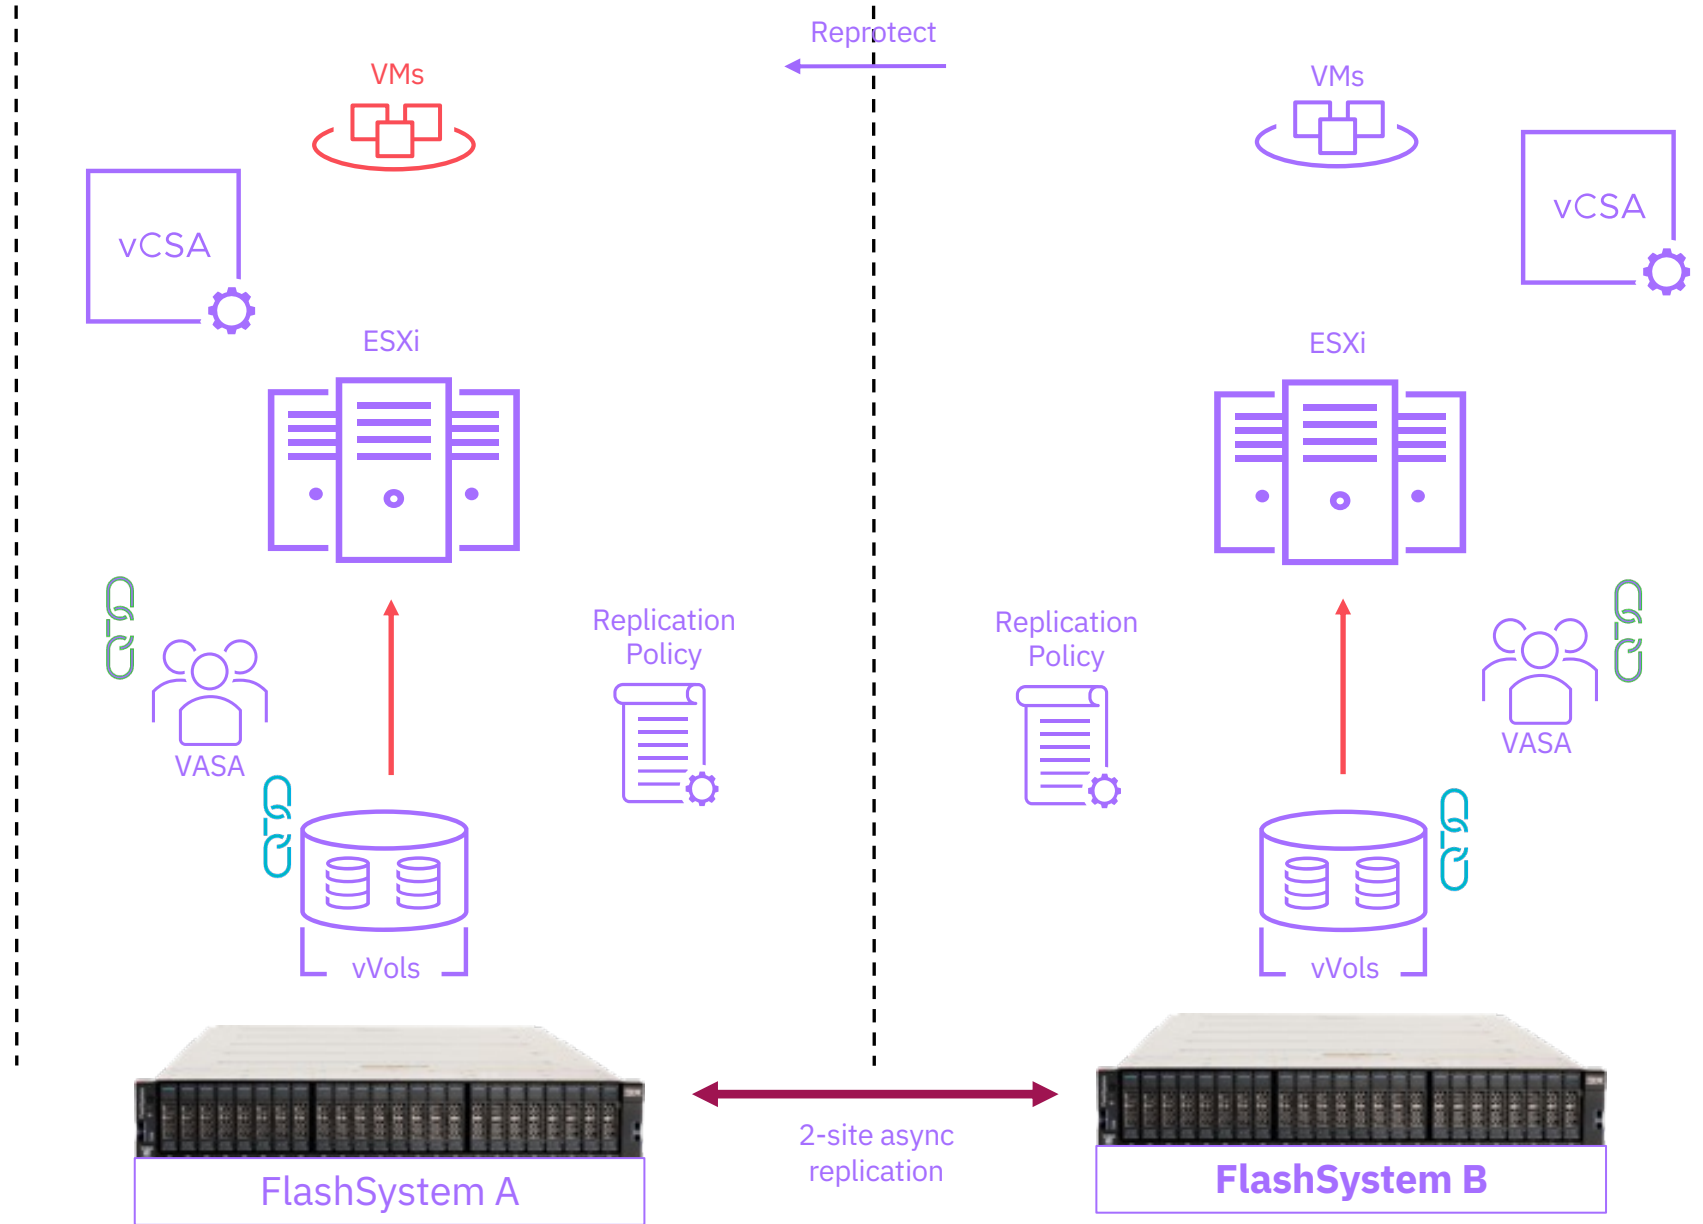 Reprotect
VMs
vCSA
ESXi
Replication
Policy
VASA
vVols
FlashSystem A
2-site async
replication
VMs
vCSA
ESXi
Replication
Policy
VASA
vVols
FlashSystem B